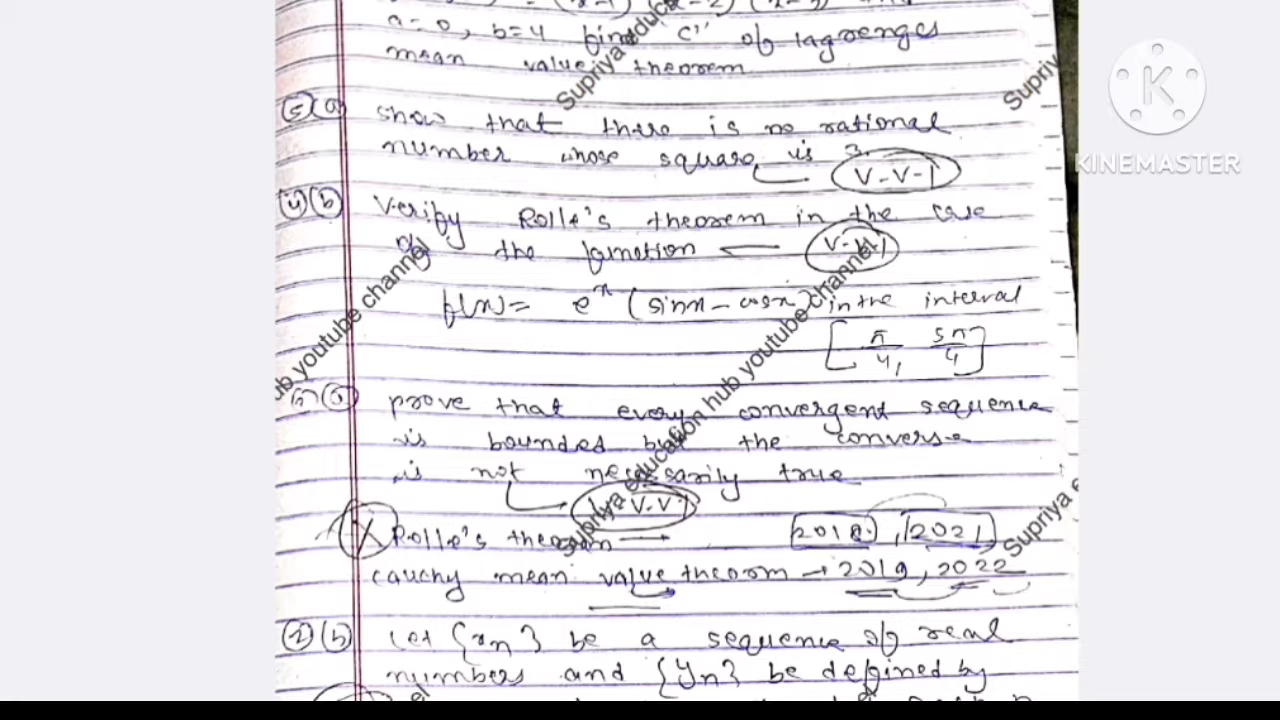 a=0, b=4 find "c" of lagrenges
mean value theorem
5 (a) show that there is no rational
number whose square is 3.
V-V-I
4 (b) Verify Rolle's theorem in the case
of the function ←
f(x) = e^x (sinx - cosx) in the interval
[π/4, 5π/4]
prove that every convergent sequence
is bounded but the converse
is not necessarily true
V-V-I
Rolle's theorem → 2018, 2021
cauchy mean value theorm → 2019, 2022
(b) Let {xn} be a sequence of real
numbers and {yn} be defined by
K
KINEMASTER
Supriya education hub youtube channel